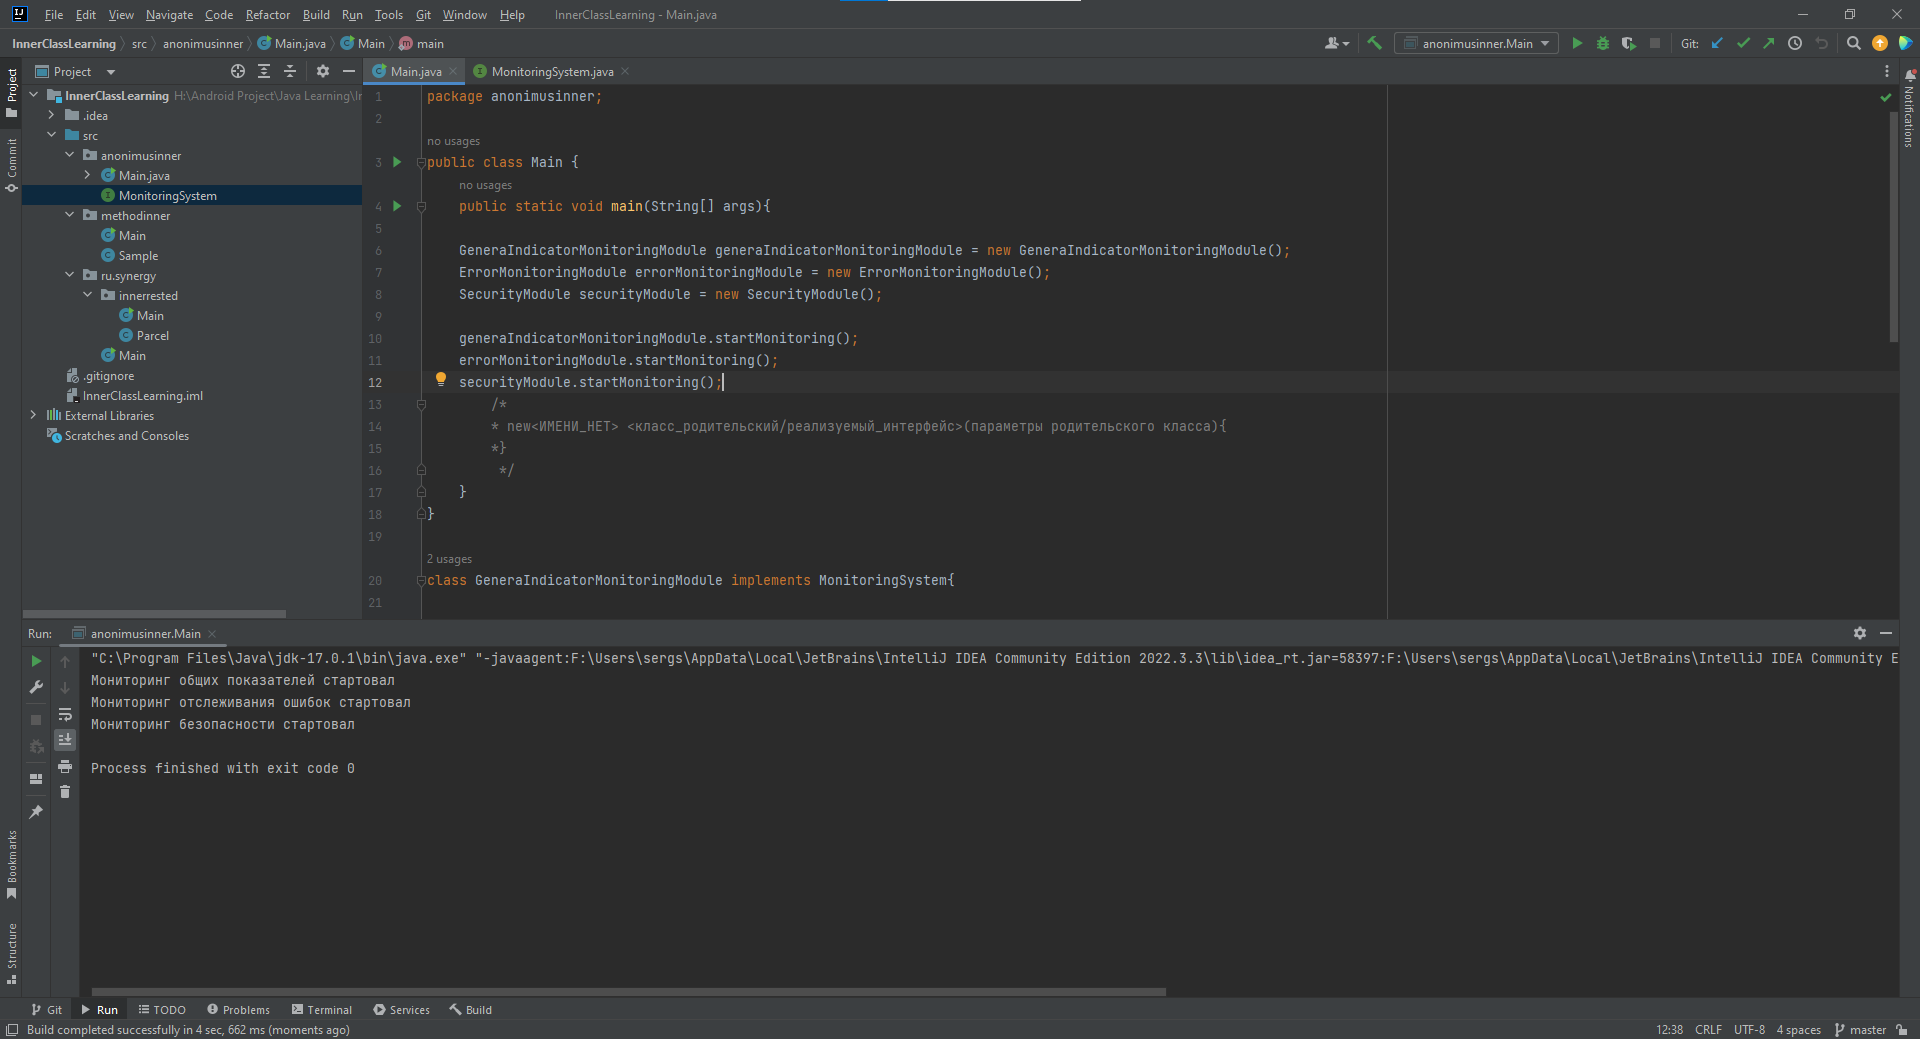 File Edit View Navigate Code Refactor Build Run Tools Git Window Help InnerClassLearning - Main.java
InnerClassLearning src anonimusinner Main.java Main main anonimusinner.Main Git:
Project
Main.java MonitoringSystem.java
Project
Commit
Bookmarks
Structure
Notifications
InnerClassLearning H:\Android Project\Java Learning\
.idea
src
anonimusinner
Main.java
MonitoringSystem
methodinner
Main
Sample
ru.synergy
innerrested
Main
Parcel
Main
.gitignore
InnerClassLearning.iml
External Libraries
Scratches and Consoles
1 package anonimusinner;
2
no usages
3 public class Main {
no usages
4 public static void main(String[] args){
5
6 GeneraIndicatorMonitoringModule generaIndicatorMonitoringModule = new GeneraIndicatorMonitoringModule();
7 ErrorMonitoringModule errorMonitoringModule = new ErrorMonitoringModule();
8 SecurityModule securityModule = new SecurityModule();
9
10 generaIndicatorMonitoringModule.startMonitoring();
11 errorMonitoringModule.startMonitoring();
12 securityModule.startMonitoring();
13 /*
14 * new<ИМЕНИ_НЕТ> <класс_родительский/реализуемый_интерфейс>(параметры родительского класса){
15 *}
16 */
17 }
18 }
19
2 usages
20 class GeneraIndicatorMonitoringModule implements MonitoringSystem{
21
Run: anonimusinner.Main
"C:\Program Files\Java\jdk-17.0.1\bin\java.exe" "-javaagent:F:\Users\sergs\AppData\Local\JetBrains\IntelliJ IDEA Community Edition 2022.3.3\lib\idea_rt.jar=58397:F:\Users\sergs\AppData\Local\JetBrains\IntelliJ IDEA Community E
Мониторинг общих показателей стартовал
Мониторинг отслеживания ошибок стартовал
Мониторинг безопасности стартовал
Process finished with exit code 0
Git Run TODO Problems Terminal Services Build
Build completed successfully in 4 sec, 662 ms (moments ago) 12:38 CRLF UTF-8 4 spaces master